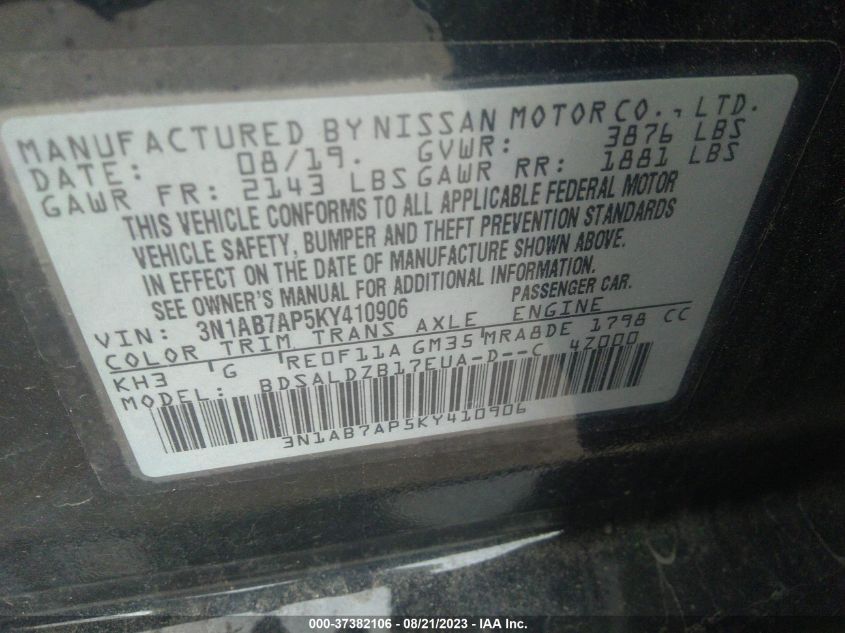 MANUFACTURED BY NISSAN MOTOR CO., LTD.
DATE: 08/19. GVWR: 3876 LBS
GAWR FR: 2143 LBS GAWR RR: 1881 LBS
THIS VEHICLE CONFORMS TO ALL APPLICABLE FEDERAL MOTOR
VEHICLE SAFETY, BUMPER AND THEFT PREVENTION STANDARDS
IN EFFECT ON THE DATE OF MANUFACTURE SHOWN ABOVE.
SEE OWNER'S MANUAL FOR ADDITIONAL INFORMATION.
VIN: 3N1AB7AP5KY410906 PASSENGER CAR.
COLOR TRIM TRANS AXLE ENGINE
KH3 G RE0F11A GM35 MRA8DE 1798 CC
MODEL: BDSALDZB17EUA-D--C 4Z000
3N1AB7AP5KY410906
000-37382106 - 08/21/2023 - IAA Inc.